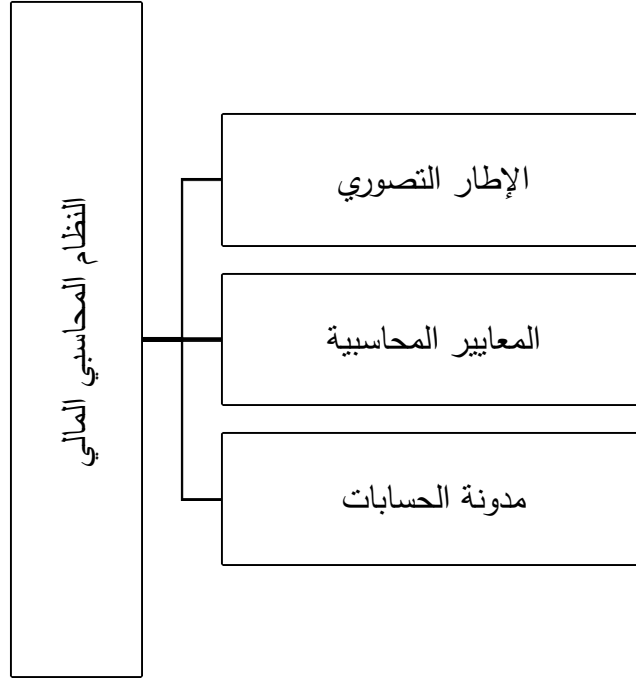 النظام المحاسبي المالي
الإطار التصوري
المعايير المحاسبية
مدونة الحسابات